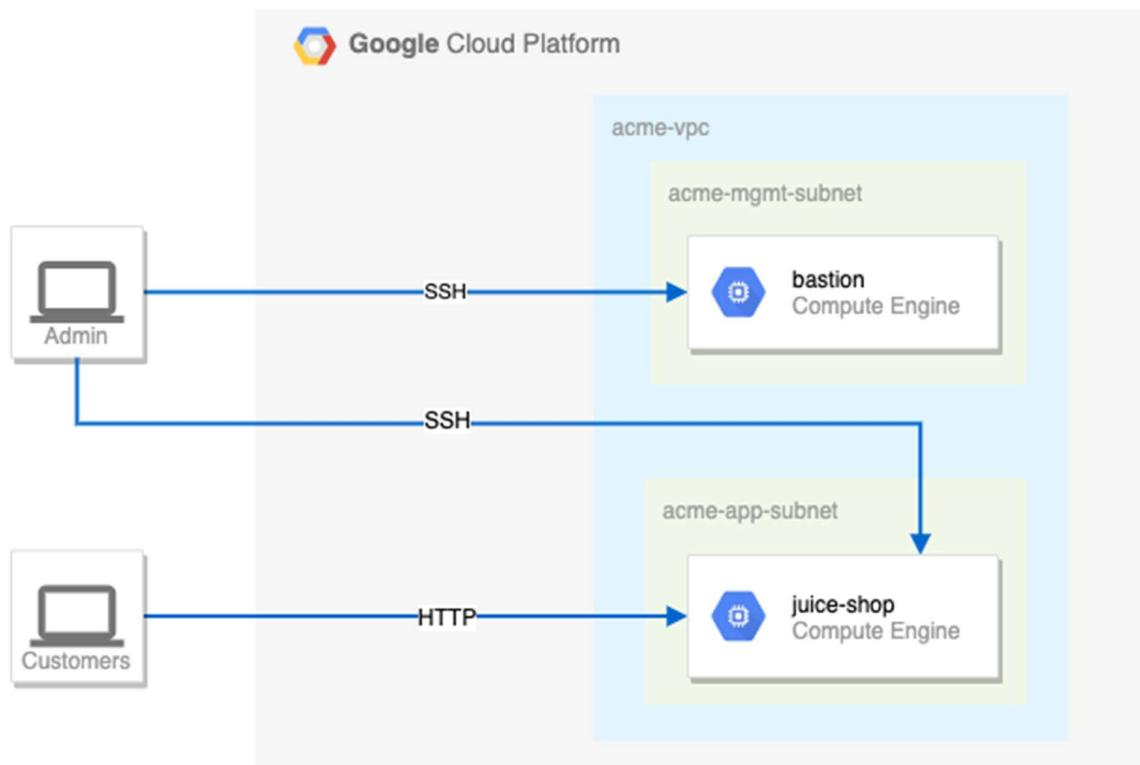 Google Cloud Platform
acme-vpc
acme-mgmt-subnet
bastion
Compute Engine
SSH
Admin
SSH
acme-app-subnet
juice-shop
Compute Engine
HTTP
Customers